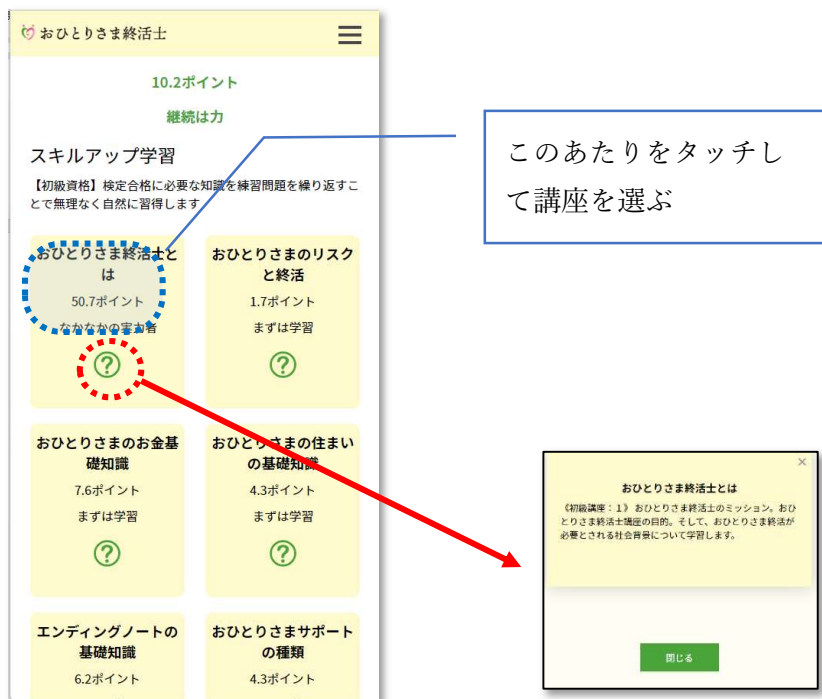 おひとりさま終活士
10.2ポイント
継続は力
スキルアップ学習
【初級資格】検定合格に必要な知識を練習問題を繰り返すこ
とで無理なく自然に習得します
おひとりさま終活士と
は
50.7ポイント
なかなかの実力者
おひとりさまのリスク
と終活
1.7ポイント
まずは学習
おひとりさまのお金基
礎知識
7.6ポイント
まずは学習
おひとりさまの住まい
の基礎知識
4.3ポイント
まずは学習
エンディングノートの
基礎知識
6.2ポイント
おひとりさまサポート
の種類
4.3ポイント
このあたりをタッチし
て講座を選ぶ
おひとりさま終活士とは
《初級講座：１》おひとりさま終活士のミッション。おひ
とりさま終活士講座の目的。そして、おひとりさま終活が
必要とされる社会背景について学習します。
閉じる